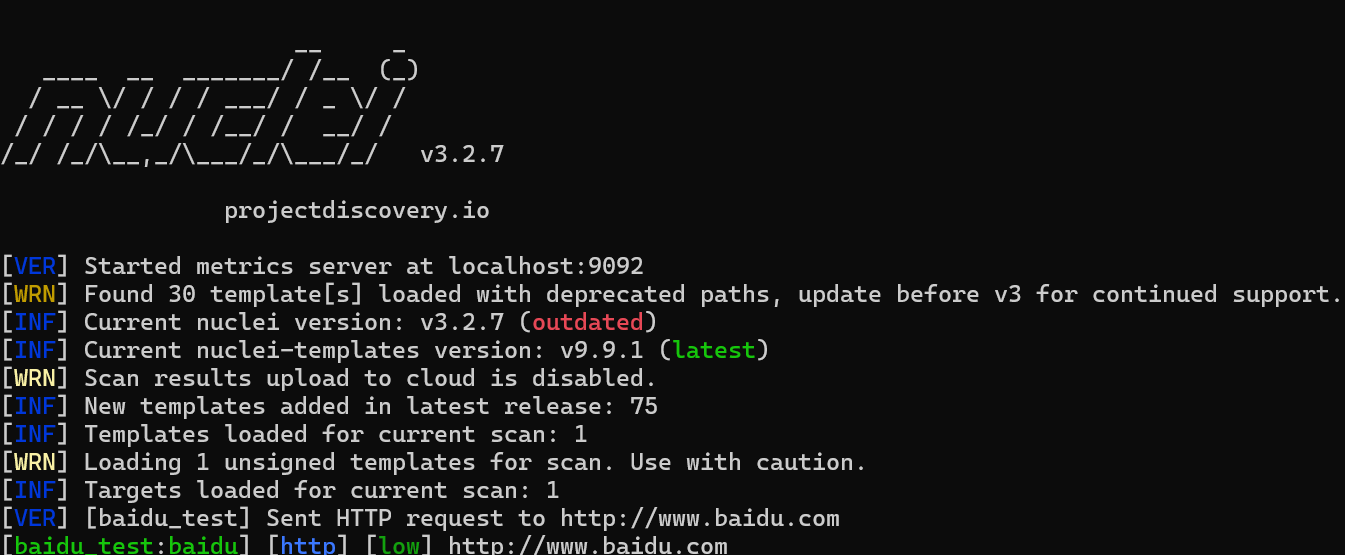 __     _
   ____  __  _______/ /__  (_)
  / __ \/ / / / ___/ / _ \/ /
 / / / / /_/ / /__/ /  __/ /
/_/ /_/\__,_/\___/_/\___/_/   v3.2.7
projectdiscovery.io
[VER] Started metrics server at localhost:9092
[WRN] Found 30 template[s] loaded with deprecated paths, update before v3 for continued support.
[INF] Current nuclei version: v3.2.7 (outdated)
[INF] Current nuclei-templates version: v9.9.1 (latest)
[WRN] Scan results upload to cloud is disabled.
[INF] New templates added in latest release: 75
[INF] Templates loaded for current scan: 1
[WRN] Loading 1 unsigned templates for scan. Use with caution.
[INF] Targets loaded for current scan: 1
[VER] [baidu_test] Sent HTTP request to http://www.baidu.com
[baidu_test:baidu] [http] [low] http://www.baidu.com